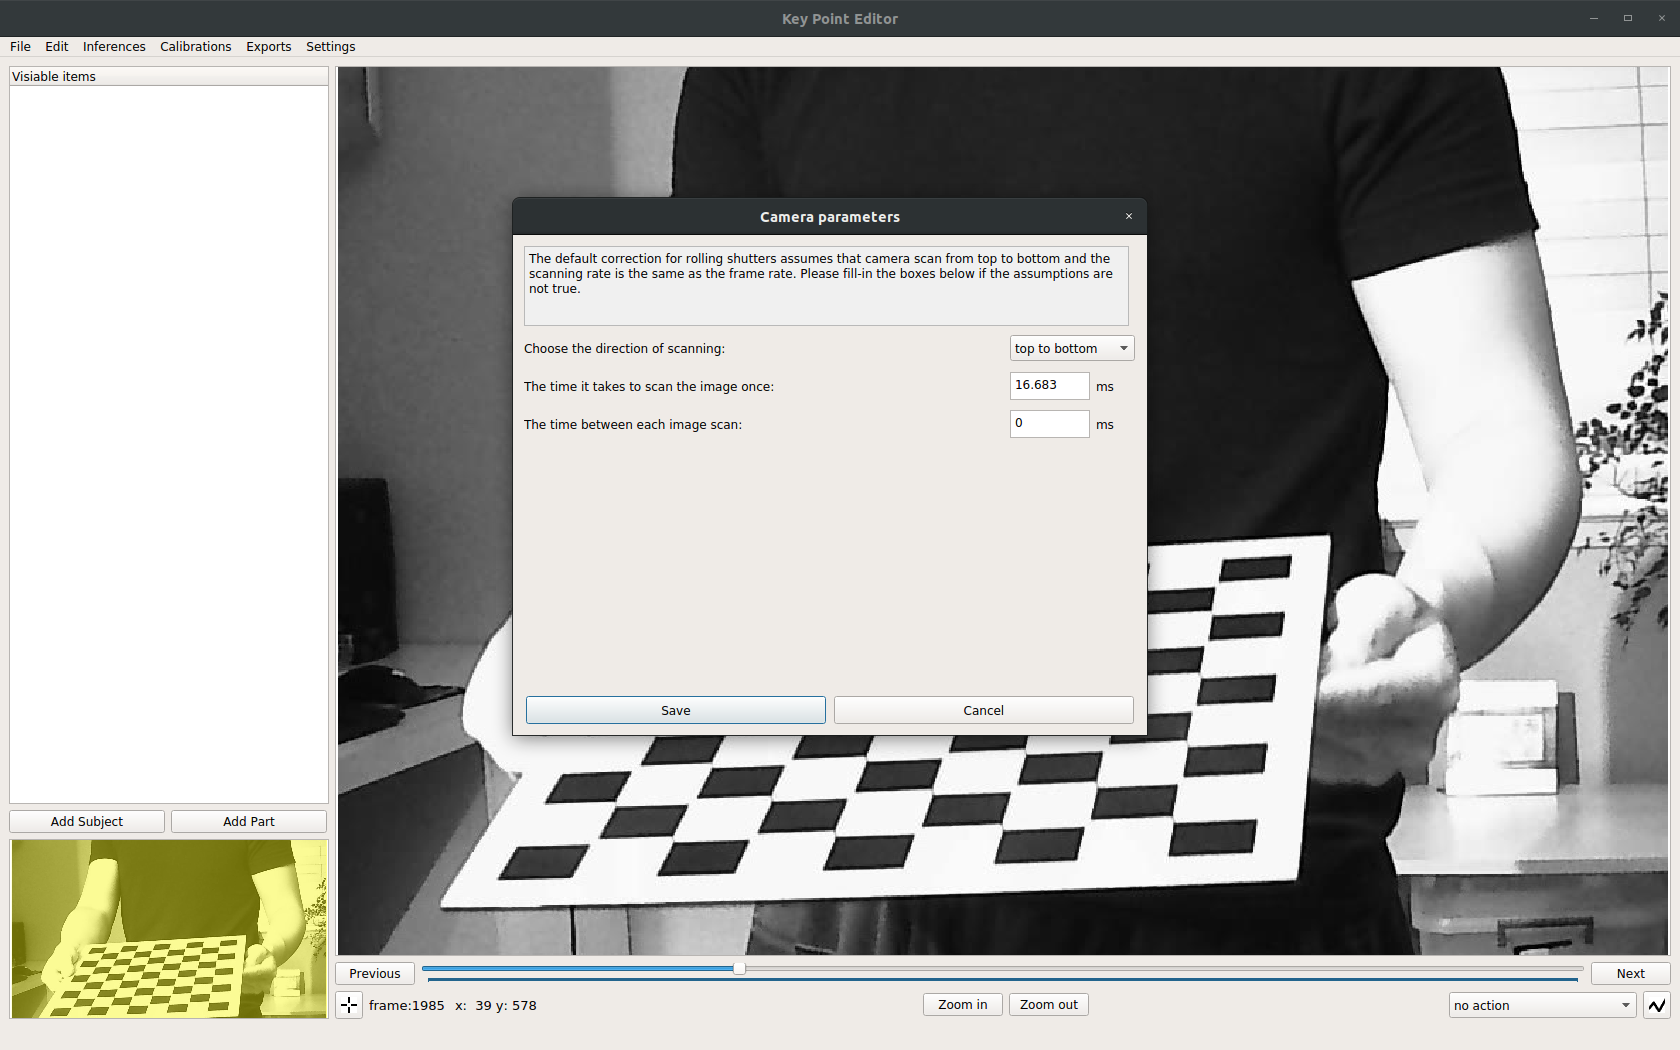 Key Point Editor
File Edit Inferences Calibrations Exports Settings
Visiable items
Camera parameters
The default correction for rolling shutters assumes that camera scan from top to bottom and the
scanning rate is the same as the frame rate. Please fill-in the boxes below if the assumptions are
not true.
Choose the direction of scanning: top to bottom
The time it takes to scan the image once: 16.683 ms
The time between each image scan: 0 ms
Save Cancel
Add Subject Add Part
Previous Next
frame:1985 x: 39 y: 578 Zoom in Zoom out no action